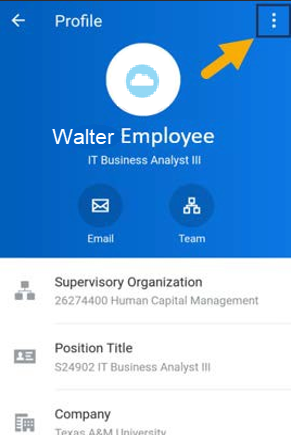 Profile
Walter Employee
IT Business Analyst III
Email
Team
Supervisory Organization
26274400 Human Capital Management
Position Title
S24902 IT Business Analyst III
Company
Texas A&M University